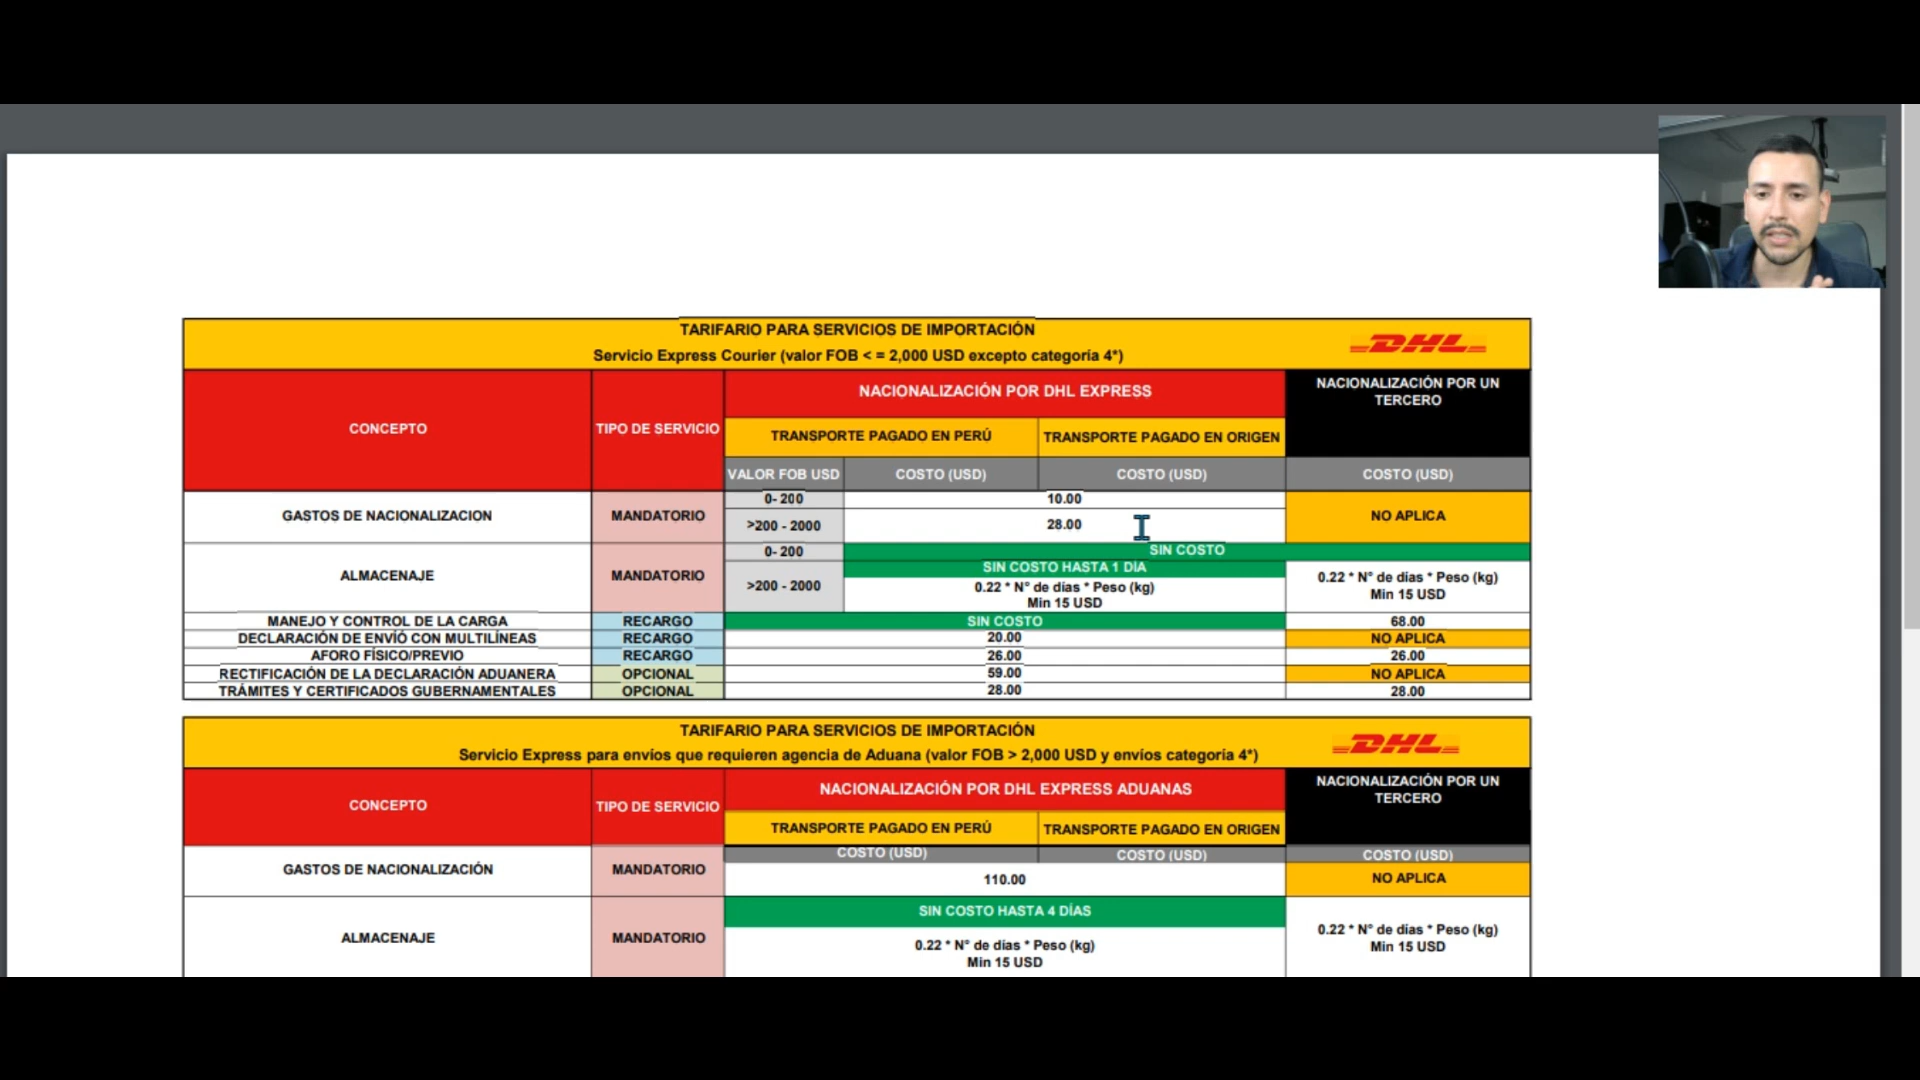 TARIFARIO PARA SERVICIOS DE IMPORTACIÓN
Servicio Express Courier (valor FOB < = 2,000 USD excepto categoría 4*)
DHL
CONCEPTO
TIPO DE SERVICIO
NACIONALIZACIÓN POR DHL EXPRESS
NACIONALIZACIÓN POR UN
TERCERO
TRANSPORTE PAGADO EN PERÚ
TRANSPORTE PAGADO EN ORIGEN
VALOR FOB USD
COSTO (USD)
COSTO (USD)
COSTO (USD)
GASTOS DE NACIONALIZACION
MANDATORIO
0- 200
10.00
>200 - 2000
28.00
NO APLICA
ALMACENAJE
MANDATORIO
0- 200
SIN COSTO
>200 - 2000
SIN COSTO HASTA 1 DÍA
0.22 * N° de días * Peso (kg)
Min 15 USD
0.22 * N° de días * Peso (kg)
Min 15 USD
MANEJO Y CONTROL DE LA CARGA
RECARGO
SIN COSTO
68.00
DECLARACIÓN DE ENVÍÓ CON MULTILÍNEAS
RECARGO
20.00
NO APLICA
AFORO FÍSICO/PREVIO
RECARGO
26.00
26.00
RECTIFICACIÓN DE LA DECLARACIÓN ADUANERA
OPCIONAL
59.00
NO APLICA
TRÁMITES Y CERTIFICADOS GUBERNAMENTALES
OPCIONAL
28.00
28.00
TARIFARIO PARA SERVICIOS DE IMPORTACIÓN
Servicio Express para envíos que requieren agencia de Aduana (valor FOB > 2,000 USD y envíos categoría 4*)
DHL
CONCEPTO
TIPO DE SERVICIO
NACIONALIZACIÓN POR DHL EXPRESS ADUANAS
NACIONALIZACIÓN POR UN
TERCERO
TRANSPORTE PAGADO EN PERÚ
TRANSPORTE PAGADO EN ORIGEN
COSTO (USD)
COSTO (USD)
COSTO (USD)
GASTOS DE NACIONALIZACIÓN
MANDATORIO
110.00
NO APLICA
ALMACENAJE
MANDATORIO
SIN COSTO HASTA 4 DÍAS
0.22 * N° de días * Peso (kg)
Min 15 USD
0.22 * N° de días * Peso (kg)
Min 15 USD